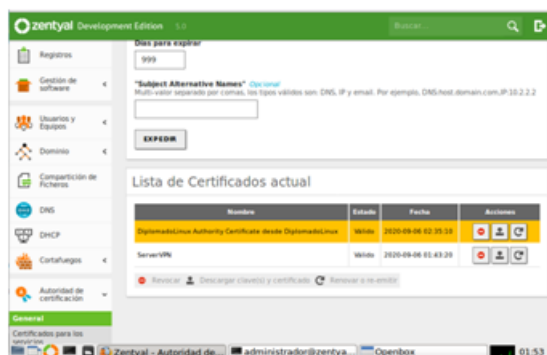 zentyal Development Edition 5.0
Buscar...
Registros
Gestión de software
Usuarios y Equipos
Dominio
Compartición de Ficheros
DNS
DHCP
Cortafuegos
Autoridad de certificación
General
Certificados para los servicios
Días para expirar
999
"Subject Alternative Names" Opcional
Multi-valor separado por comas, los tipos válidos son: DNS, IP y email. Por ejemplo, DNS:host.domain.com,IP:10.2.2.2
EXPEDIR
Lista de Certificados actual
Nombre Estado Fecha Acciones
DiplomadoLinux Authority Certificate desde DiplomadoLinux Válido 2020-09-06 02:35:10
ServerVPN Válido 2020-09-06 01:43:20
Revocar Descargar clave(s) y certificado Renovar o re-emitir
Zentyal - Autoridad de... administrador@zentya... Openbox 01:53